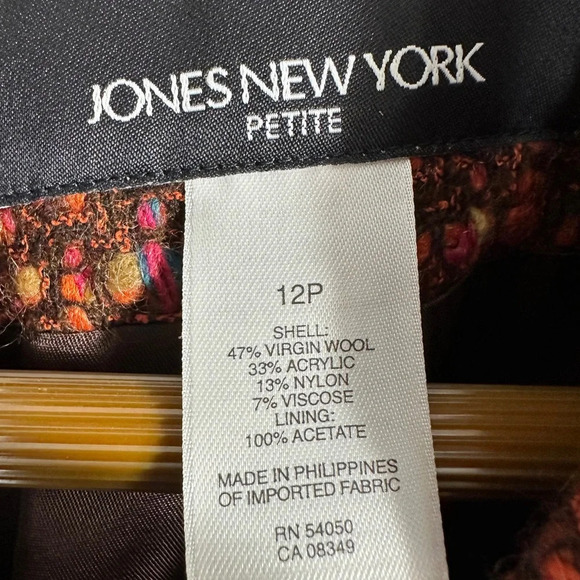 JONES NEW YORK
PETITE
12P
SHELL:
47% VIRGIN WOOL
33% ACRYLIC
13% NYLON
7% VISCOSE
LINING:
100% ACETATE
MADE IN PHILIPPINES
OF IMPORTED FABRIC
RN 54050
CA 08349